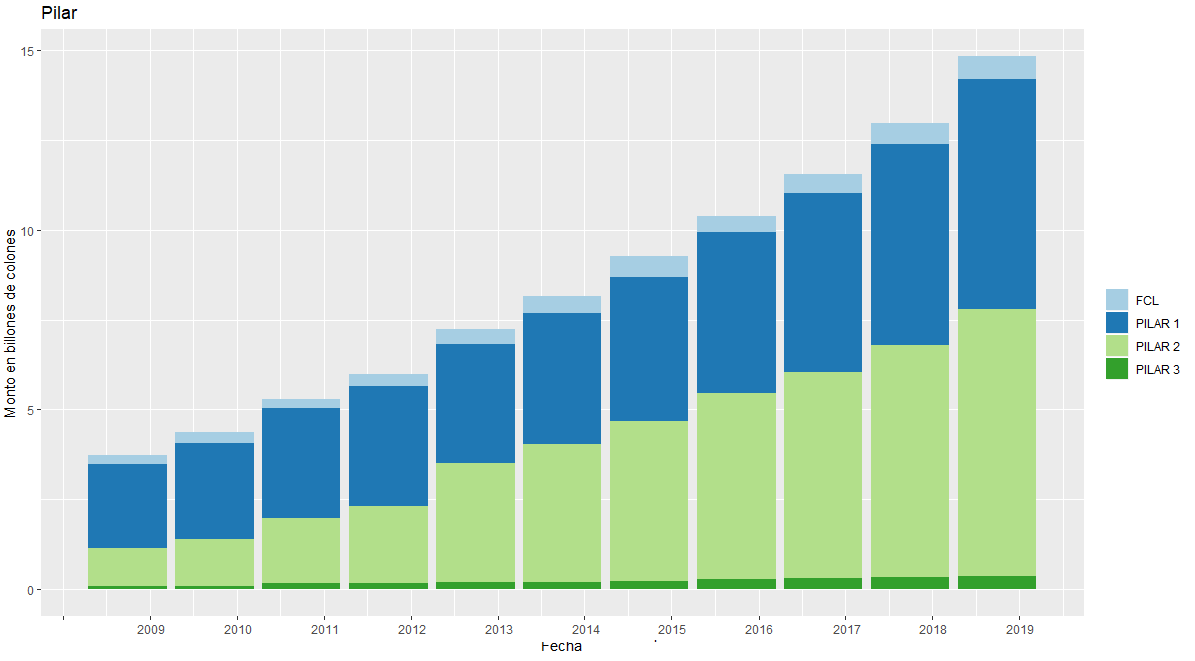 Pilar
Monto en billones de colones
15
10
5
0
2009 2010 2011 2012 2013 2014 2015 2016 2017 2018 2019
Fecha
FCL
PILAR 1
PILAR 2
PILAR 3